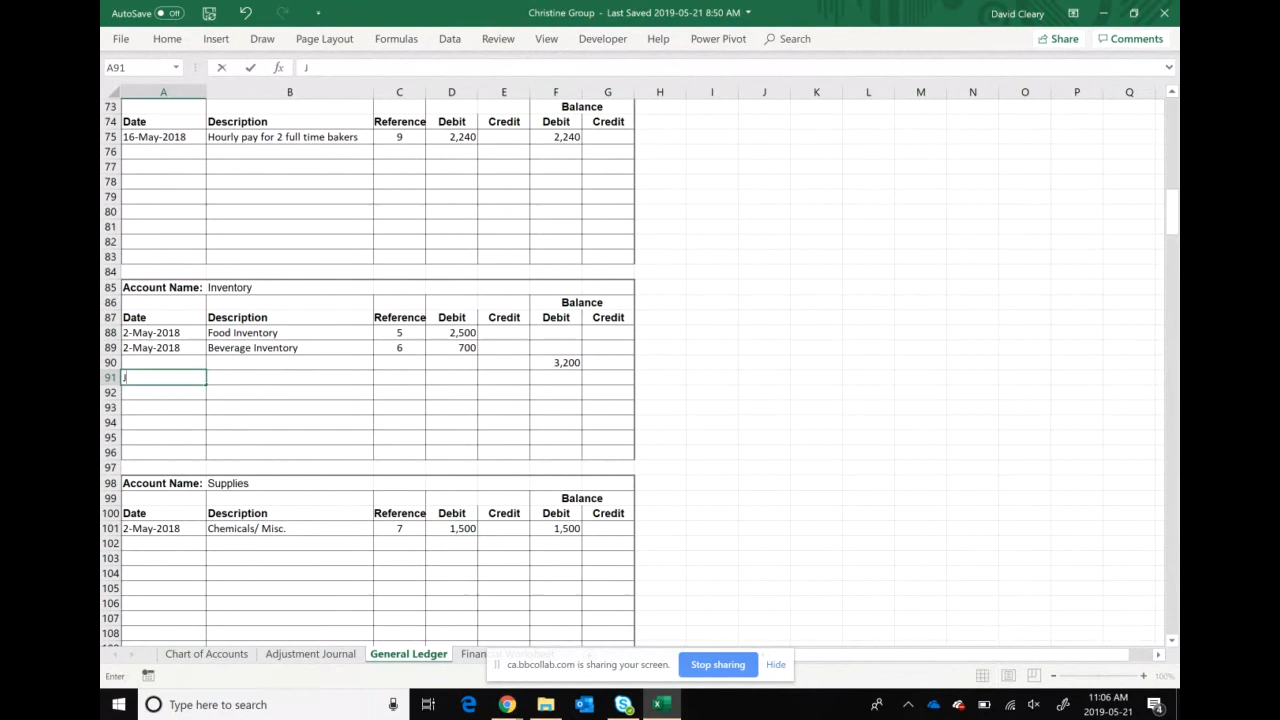 AutoSave Off Christine Group - Last Saved 2019-05-21 8:50 AM David Cleary
File Home Insert Draw Page Layout Formulas Data Review View Developer Help Power Pivot Search Share Comments
A91 fx J
A B C D E F G H I J K L M N O P Q
73 Balance
74 Date Description Reference Debit Credit Debit Credit
75 16-May-2018 Hourly pay for 2 full time bakers 9 2,240 2,240
76
77
78
79
80
81
82
83
84
85 Account Name: Inventory
86 Balance
87 Date Description Reference Debit Credit Debit Credit
88 2-May-2018 Food Inventory 5 2,500
89 2-May-2018 Beverage Inventory 6 700
90 3,200
91 J
92
93
94
95
96
97
98 Account Name: Supplies
99 Balance
100 Date Description Reference Debit Credit Debit Credit
101 2-May-2018 Chemicals/ Misc. 7 1,500 1,500
102
103
104
105
106
107
108
Chart of Accounts Adjustment Journal General Ledger Financial Worksheet
ca.bbcollab.com is sharing your screen. Stop sharing Hide
Enter 100%
Type here to search 11:06 AM
2019-05-21 4